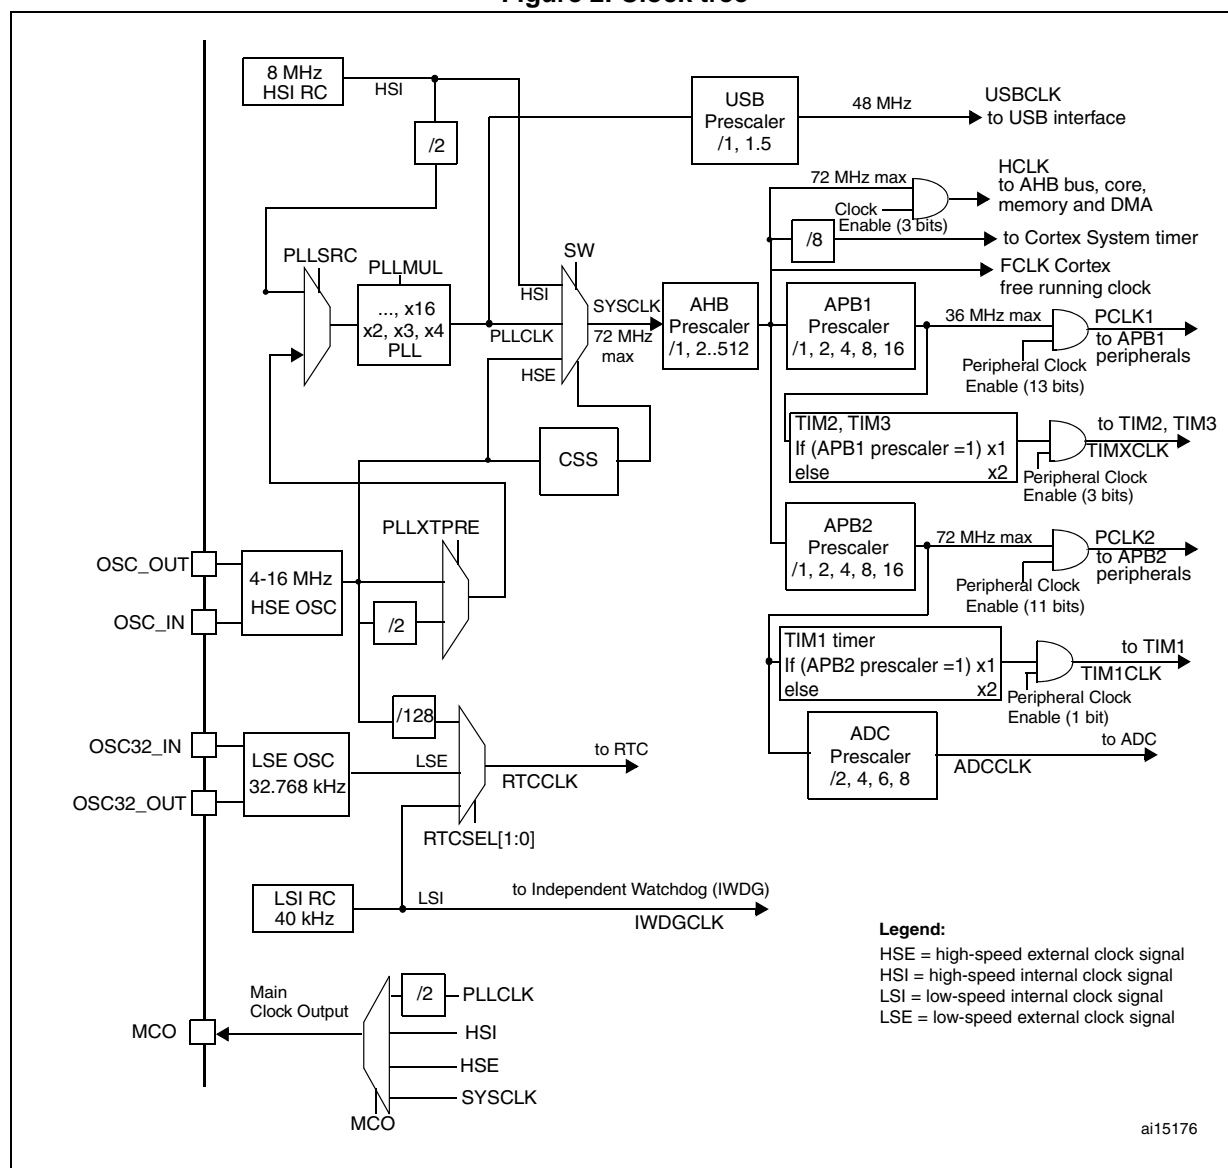 Figure 2. Clock tree
8 MHz
HSI RC
HSI
/2
USB
Prescaler
/1, 1.5
48 MHz
USBCLK
to USB interface
72 MHz max
Clock
Enable (3 bits)
HCLK
to AHB bus, core,
memory and DMA
/8
to Cortex System timer
FCLK Cortex
free running clock
PLLSRC
PLLMUL
..., x16
x2, x3, x4
PLL
SW
HSI
PLLCLK
HSE
SYSCLK
72 MHz
max
AHB
Prescaler
/1, 2..512
APB1
Prescaler
/1, 2, 4, 8, 16
36 MHz max
PCLK1
to APB1
peripherals
Peripheral Clock
Enable (13 bits)
TIM2, TIM3
If (APB1 prescaler =1) x1
else x2
to TIM2, TIM3
TIMXCLK
Peripheral Clock
Enable (3 bits)
CSS
PLLXTPRE
OSC_OUT
OSC_IN
4-16 MHz
HSE OSC
/2
APB2
Prescaler
/1, 2, 4, 8, 16
72 MHz max
PCLK2
to APB2
peripherals
Peripheral Clock
Enable (11 bits)
TIM1 timer
If (APB2 prescaler =1) x1
else x2
to TIM1
TIM1CLK
Peripheral Clock
Enable (1 bit)
/128
OSC32_IN
OSC32_OUT
LSE OSC
32.768 kHz
LSE
to RTC
RTCCLK
RTCSEL[1:0]
ADC
Prescaler
/2, 4, 6, 8
to ADC
ADCCLK
LSI RC
40 kHz
LSI
to Independent Watchdog (IWDG)
IWDGCLK
Legend:
HSE = high-speed external clock signal
HSI = high-speed internal clock signal
LSI = low-speed internal clock signal
LSE = low-speed external clock signal
Main
Clock Output
MCO
/2
PLLCLK
HSI
HSE
SYSCLK
MCO
ai15176